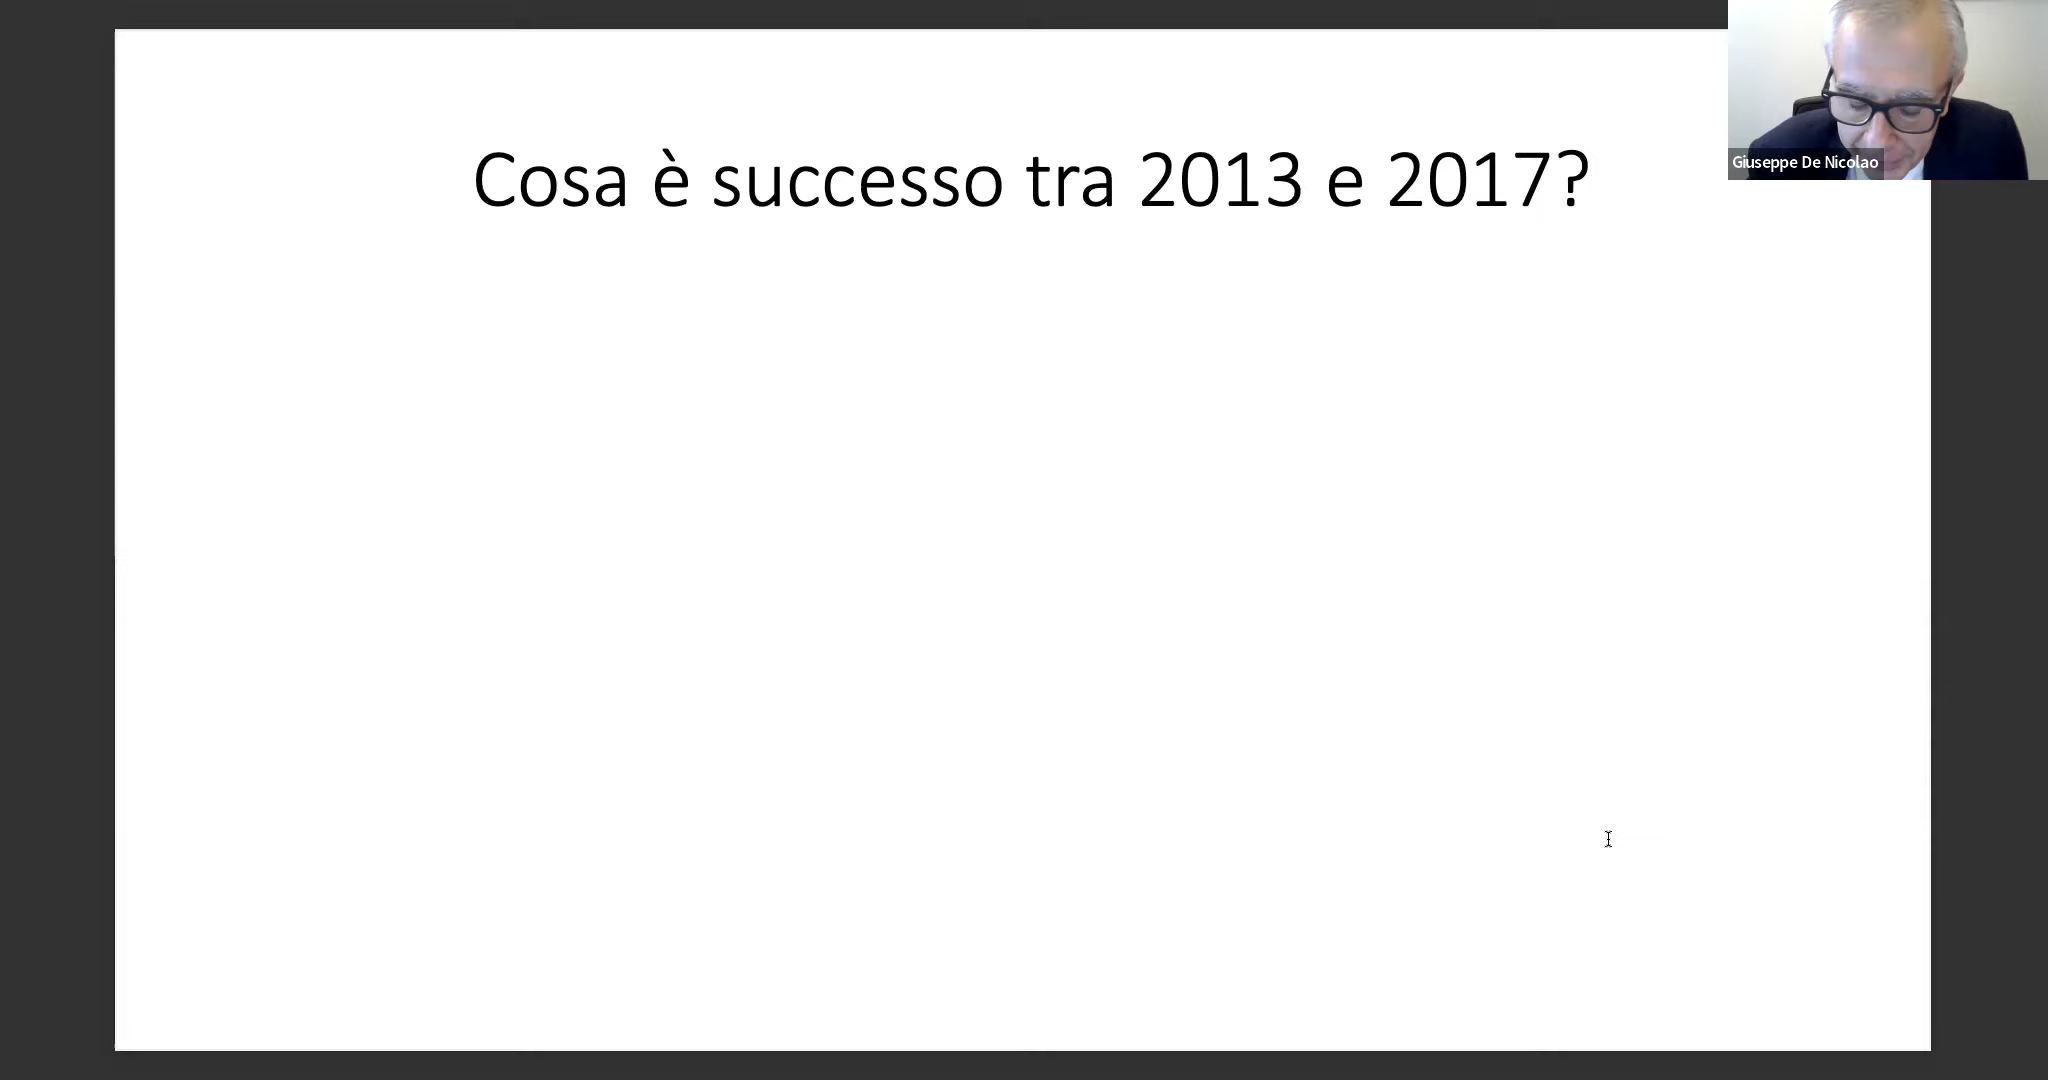 Cosa è successo tra 2013 e 2017?
Giuseppe De Nicolao